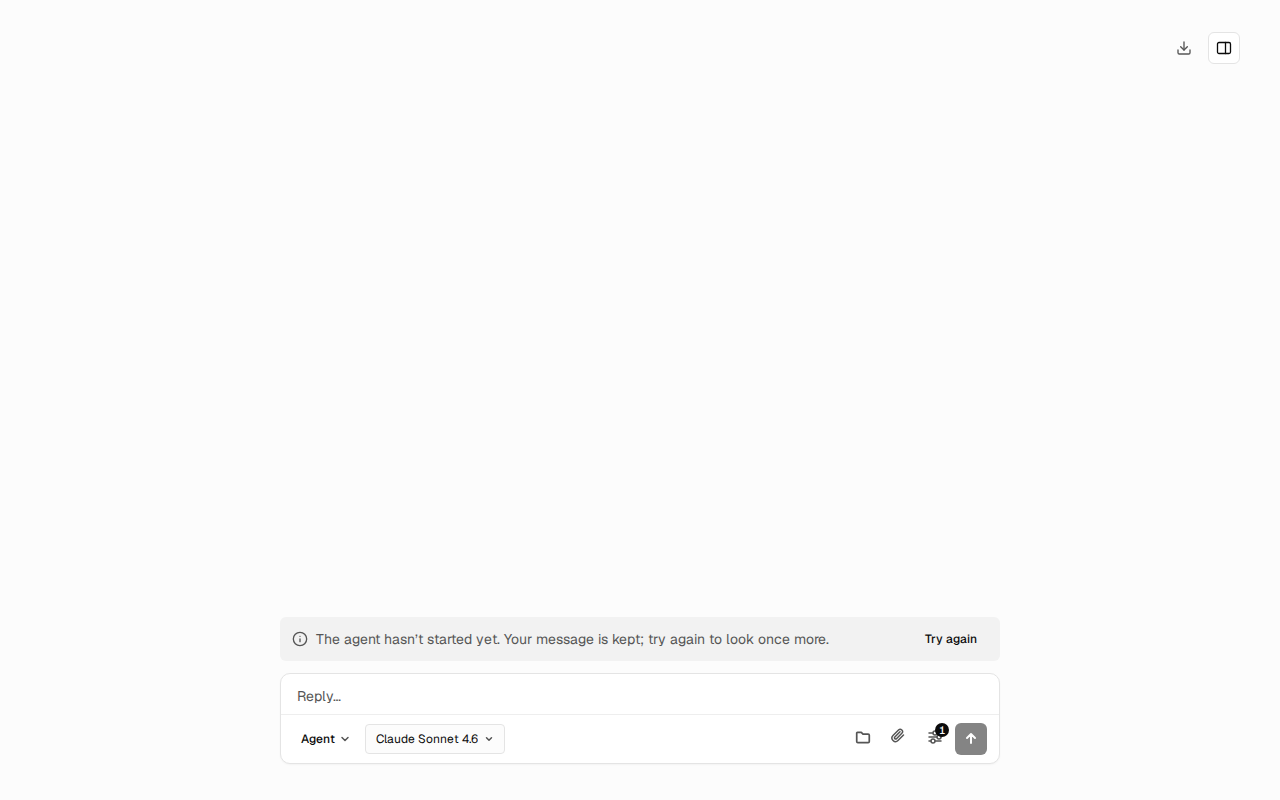 The agent hasn't started yet. Your message is kept; try again to look once more.
Try again
Reply...
Agent
Claude Sonnet 4.6
1